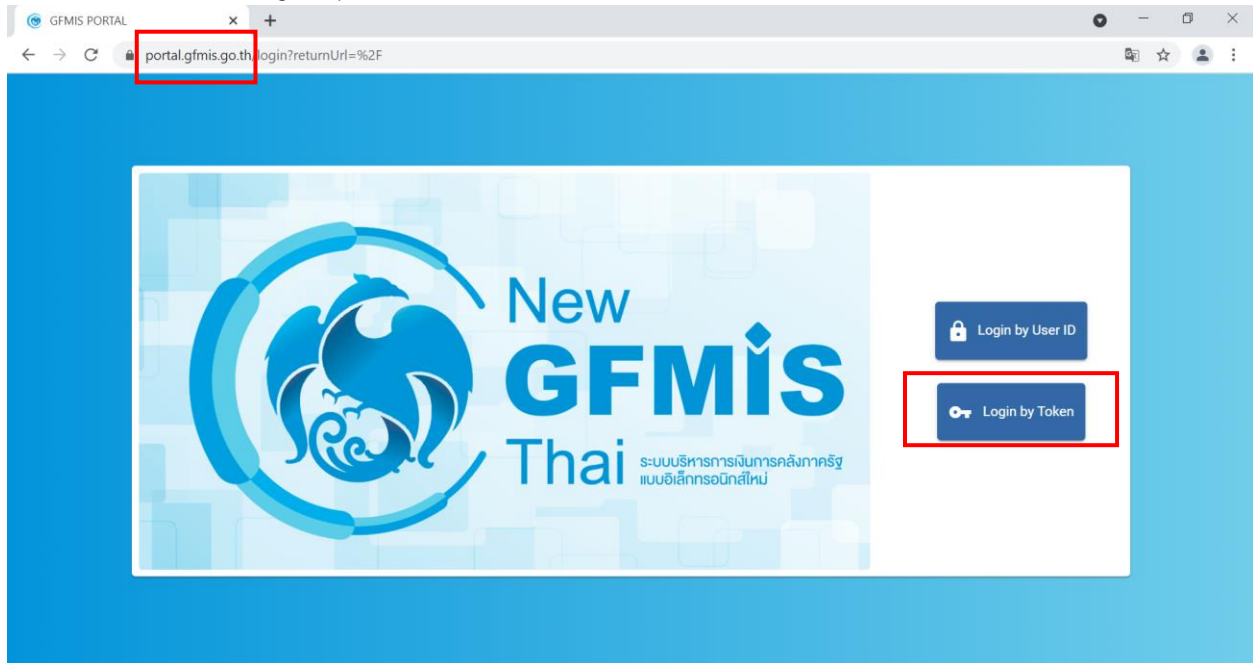 GFMIS PORTAL
portal.gfmis.go.th/login?returnUrl=%2F
New
GFMIS
Thai
ระบบบริหารการเงินการคลังภาครัฐ
แบบอิเล็กทรอนิกส์ใหม่
Login by User ID
Login by Token